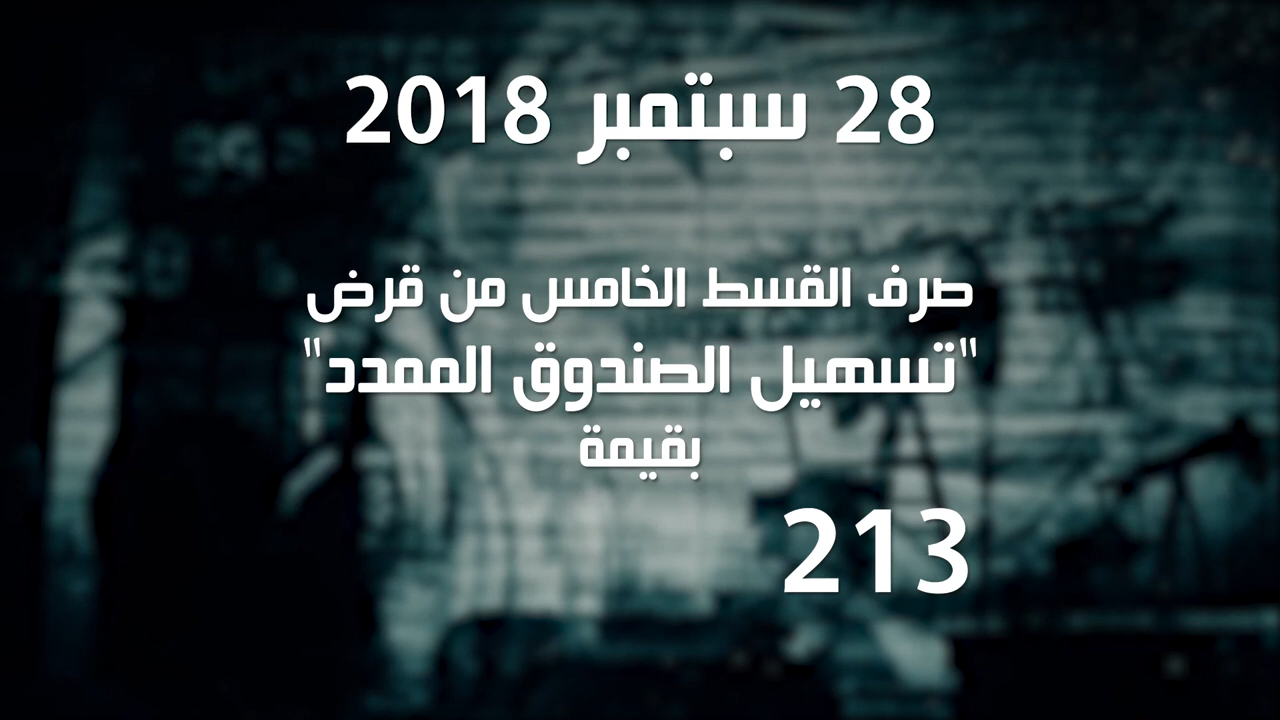 28 سبتمبر 2018
صرف القسط الخامس من قرض
"تسهيل الصندوق الممدد"
بقيمة
213